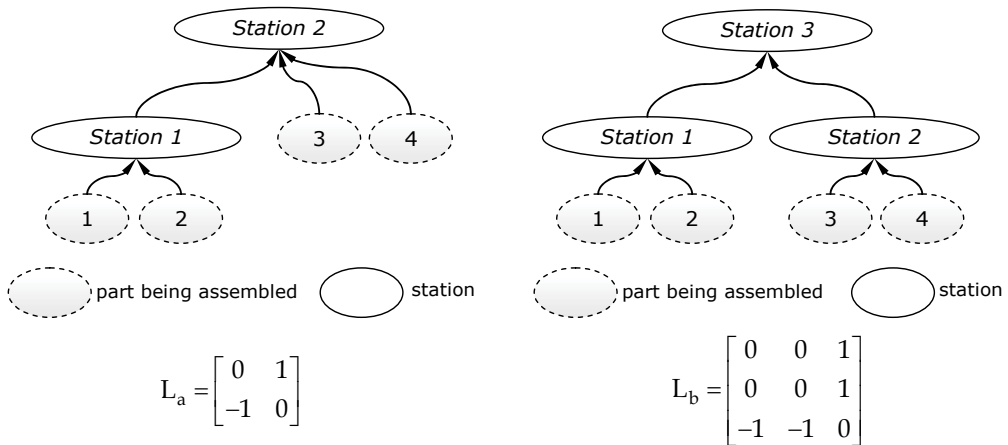 Station 2
Station 1
3
4
1
2
part being assembled
station
L_a = [0 1
−1 0]
Station 3
Station 1
Station 2
1
2
3
4
part being assembled
station
L_b = [0 0 1
0 0 1
−1 −1 0]